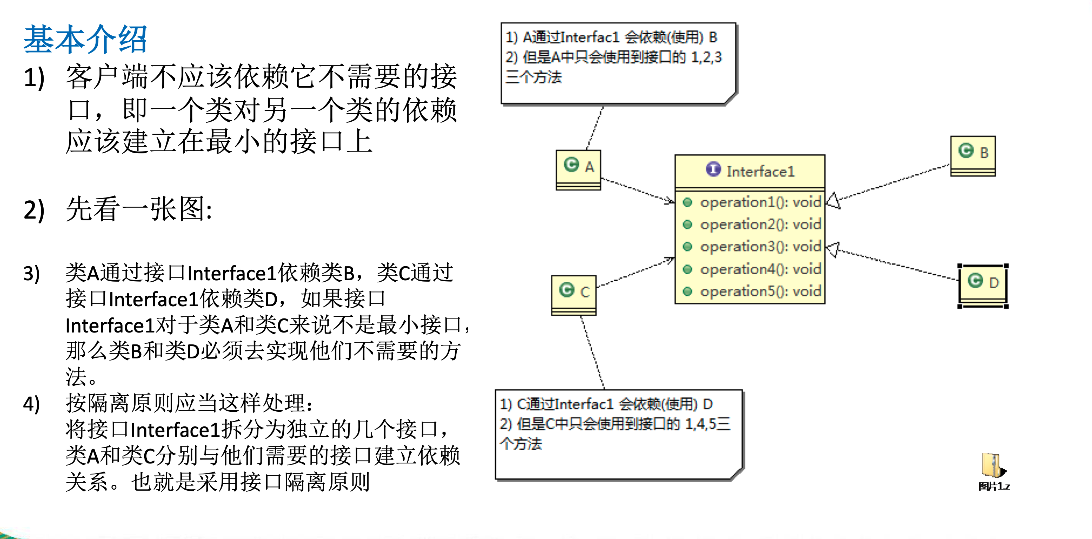 基本介绍
1) 客户端不应该依赖它不需要的接
口，即一个类对另一个类的依赖
应该建立在最小的接口上
2) 先看一张图:
3) 类A通过接口Interface1依赖类B，类C通过
接口Interface1依赖类D，如果接口
Interface1对于类A和类C来说不是最小接口，
那么类B和类D必须去实现他们不需要的方
法。
4) 按隔离原则应当这样处理：
将接口Interface1拆分为独立的几个接口，
类A和类C分别与他们需要的接口建立依赖
关系。也就是采用接口隔离原则
1) A通过Interfac1 会依赖(使用) B
2) 但是A中只会使用到接口的 1,2,3
三个方法
C A
I Interface1
operation1(): void
operation2(): void
operation3(): void
operation4(): void
operation5(): void
C B
C C
C D
1) C通过Interfac1 会依赖(使用) D
2) 但是C中只会使用到接口的 1,4,5三
个方法
图片1.z